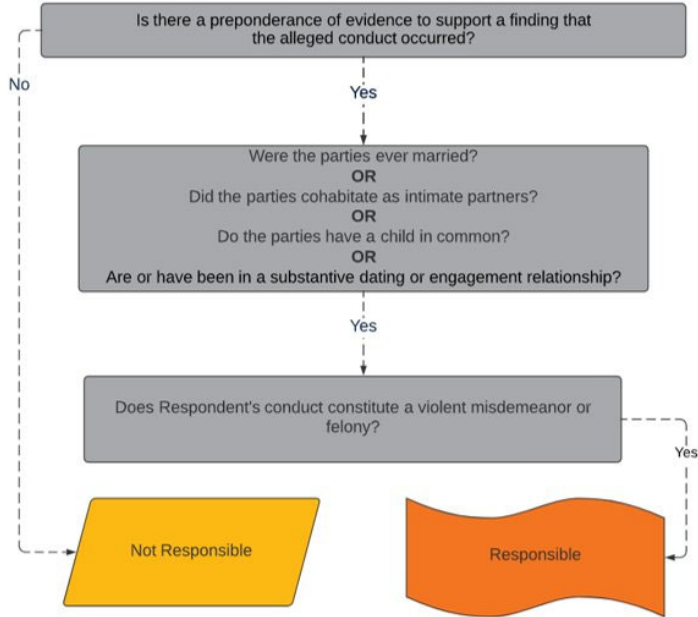 Is there a preponderance of evidence to support a finding that
the alleged conduct occurred?
No
Yes
Were the parties ever married?
OR
Did the parties cohabitate as intimate partners?
OR
Do the parties have a child in common?
OR
Are or have been in a substantive dating or engagement relationship?
Yes
Does Respondent's conduct constitute a violent misdemeanor or
felony?
Yes
Not Responsible
Responsible